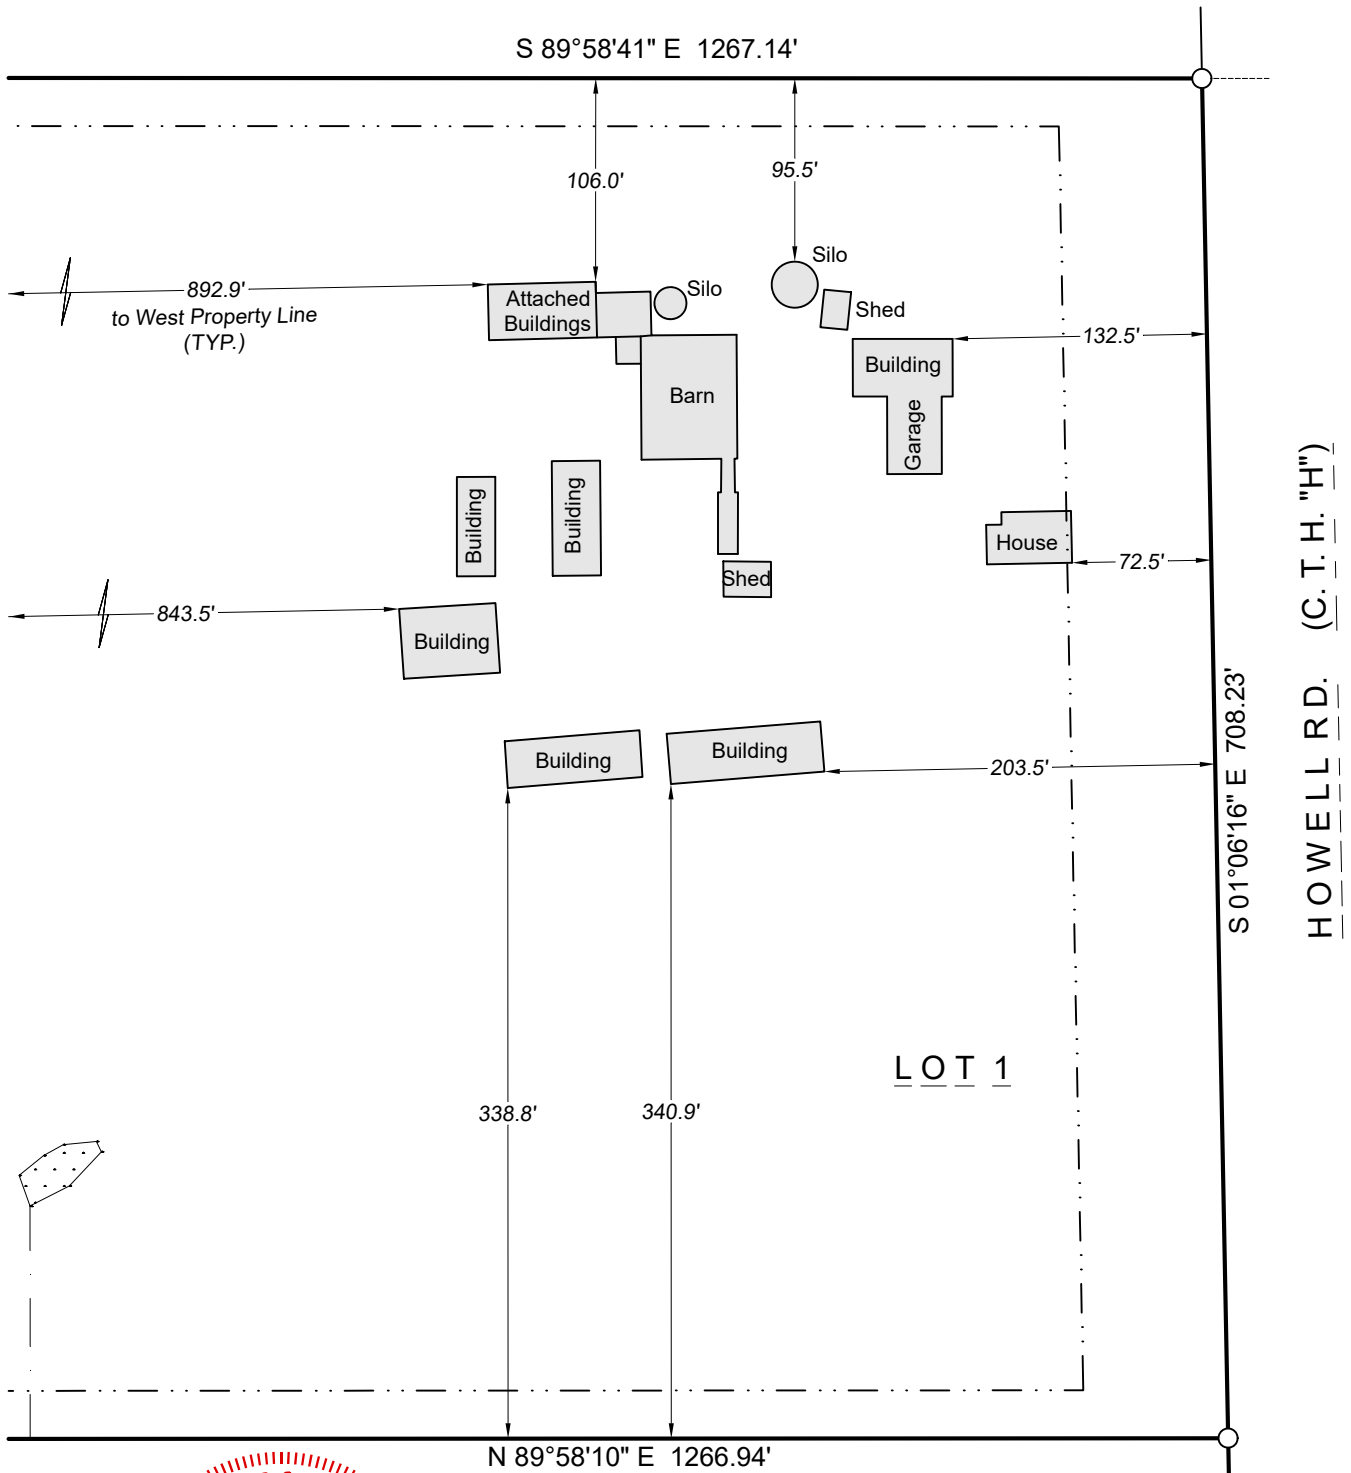 S 89°58'41" E 1267.14'
106.0'
95.5'
Silo
892.9'
to West Property Line
(TYP.)
Attached
Buildings
Silo
Shed
132.5'
Building
Garage
Barn
Building
Building
House
72.5'
Shed
843.5'
Building
HOWELL RD. (C. T. H. "H")
S 01°06'16" E 708.23'
Building
Building
203.5'
LOT 1
338.8'
340.9'
N 89°58'10" E 1266.94'